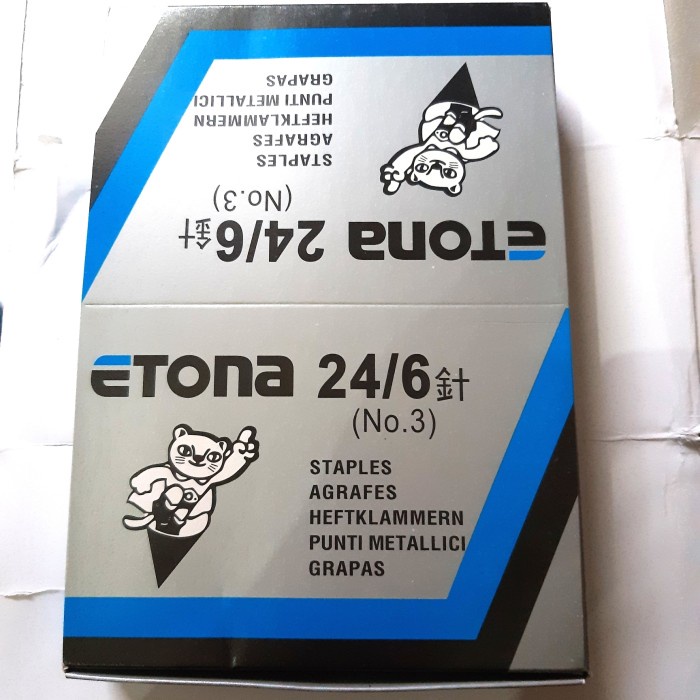 STAPLES
AGRAFES
HEFTKLAMMERN
PUNTI METALLICI
GRAPAS
(No.3)
ETONA 24/6針
ETONA 24/6針
(No.3)
STAPLES
AGRAFES
HEFTKLAMMERN
PUNTI METALLICI
GRAPAS